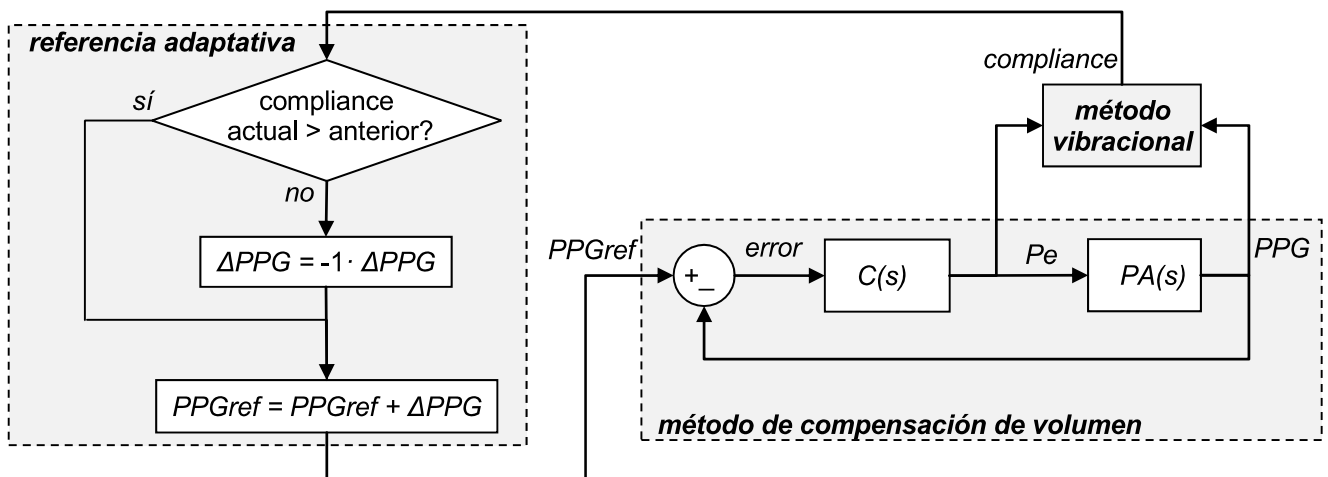 referencia adaptativa
compliance
actual > anterior?
sí
no
ΔPPG = -1· ΔPPG
PPGref = PPGref + ΔPPG
compliance
método
vibracional
PPGref
+
_
error
C(s)
Pe
PA(s)
PPG
método de compensación de volumen